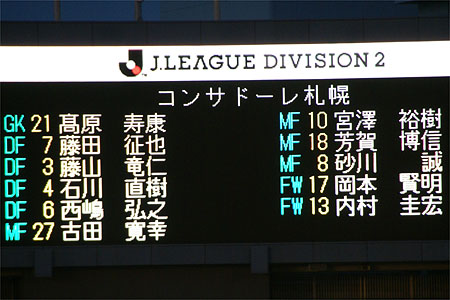 J.LEAGUE DIVISION 2
コンサドーレ札幌
GK 21 髙原 寿康
DF 7 藤田 征也
DF 3 藤山 竜仁
DF 4 石川 直樹
DF 6 西嶋 弘之
MF 27 古田 寛幸
MF 10 宮澤 裕樹
MF 18 芳賀 博信
MF 8 砂川 誠
FW 17 岡本 賢明
FW 13 内村 圭宏